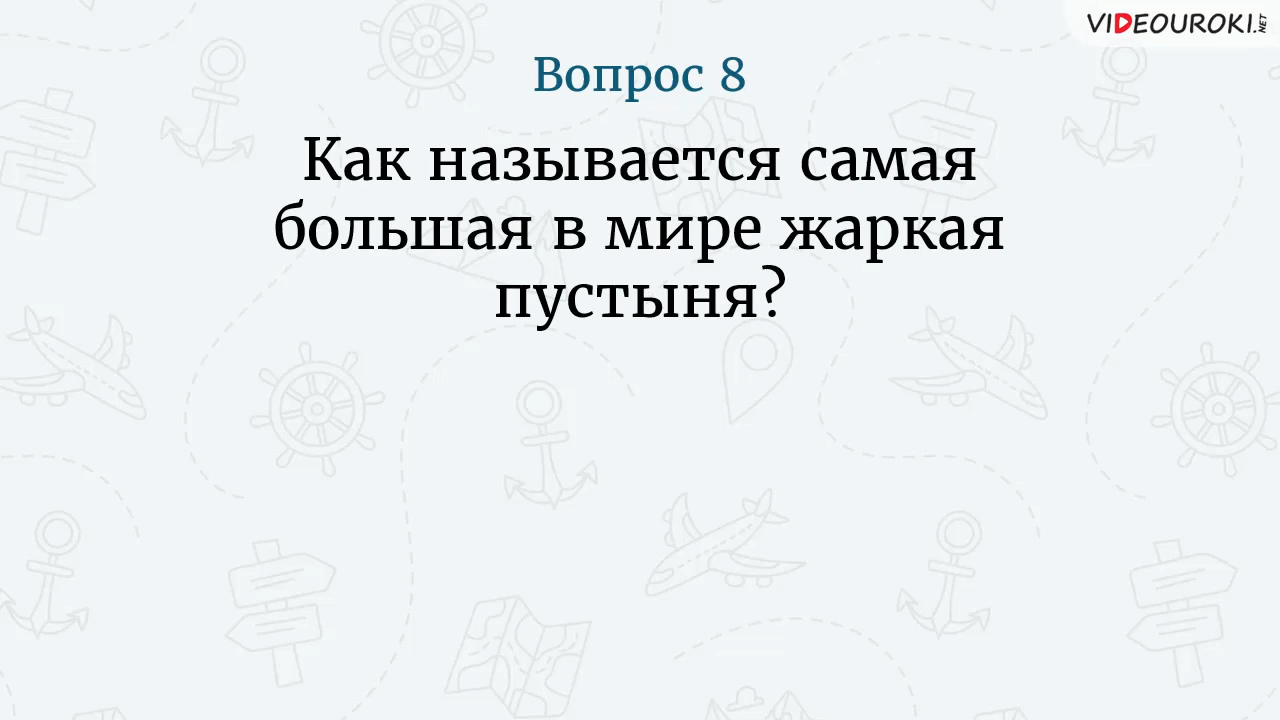 VIDEOUROKI.NET
Вопрос 8
Как называется самая
большая в мире жаркая
пустыня?